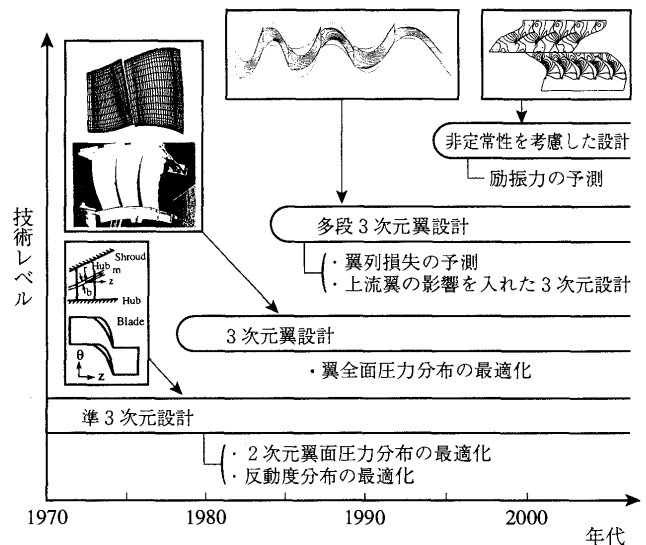 技術レベル
非定常性を考慮した設計
励振力の予測
多段3次元翼設計
・翼列損失の予測
・上流翼の影響を入れた3次元設計
Shroud
Hub
m
z
b
Hub
Blade
θ
z
3次元翼設計
・翼全面圧力分布の最適化
準3次元設計
・2次元翼面圧力分布の最適化
・反動度分布の最適化
1970
1980
1990
2000
年代